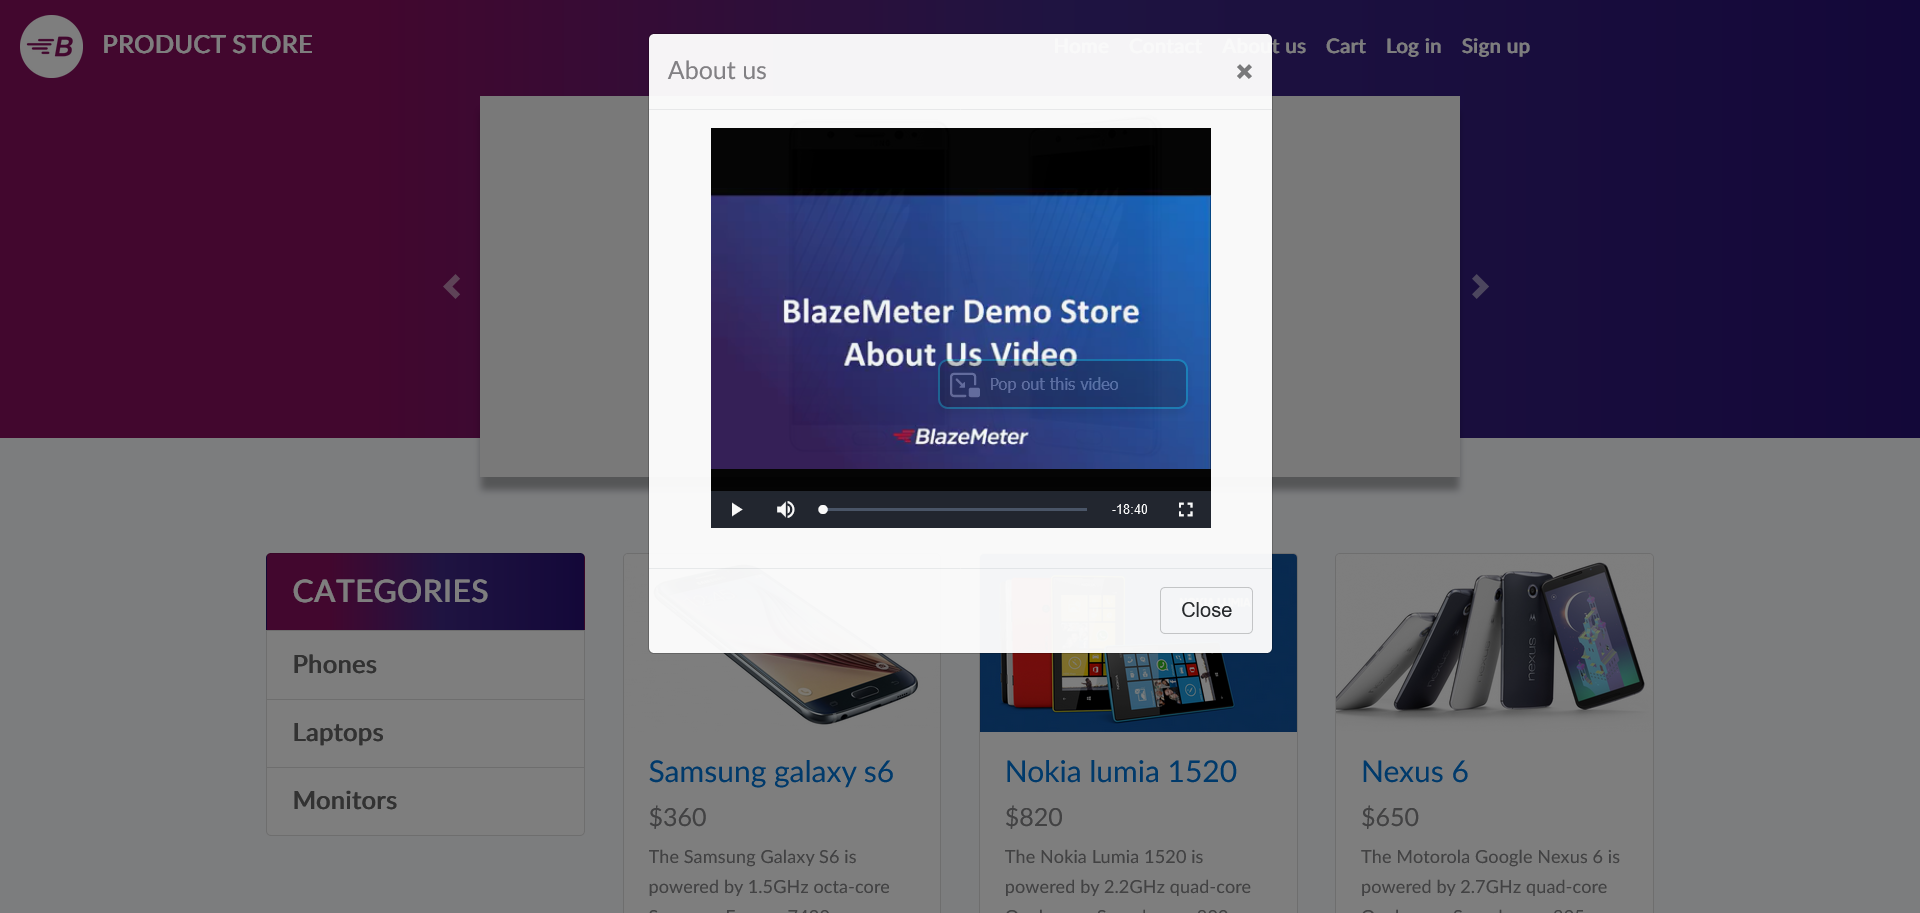 B
PRODUCT STORE
Home Contact About us Cart Log in Sign up
About us
BlazeMeter Demo Store
About Us Video
Pop out this video
BlazeMeter
-18:40
Close
CATEGORIES
Phones
Laptops
Monitors
Samsung galaxy s6
$360
The Samsung Galaxy S6 is
powered by 1.5GHz octa-core
Nokia lumia 1520
$820
The Nokia Lumia 1520 is
powered by 2.2GHz quad-core
nexus
Nexus 6
$650
The Motorola Google Nexus 6 is
powered by 2.7GHz quad-core